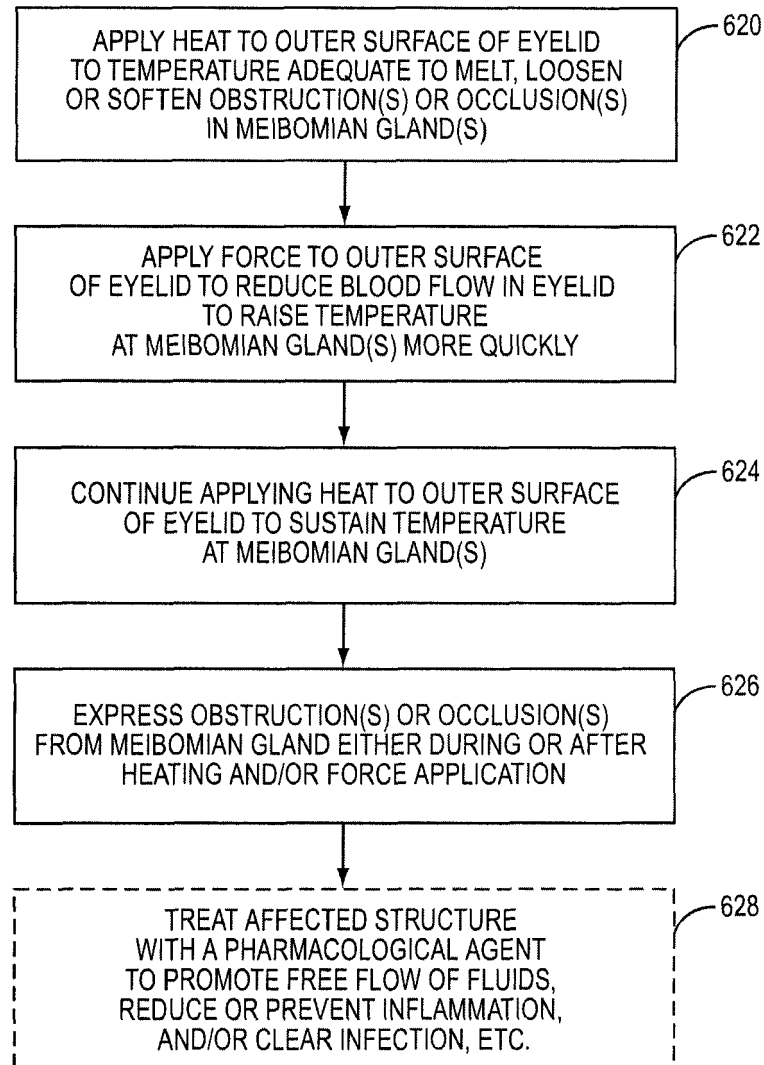 APPLY HEAT TO OUTER SURFACE OF EYELID
TO TEMPERATURE ADEQUATE TO MELT, LOOSEN
OR SOFTEN OBSTRUCTION(S) OR OCCLUSION(S)
IN MEIBOMIAN GLAND(S)
620
APPLY FORCE TO OUTER SURFACE
OF EYELID TO REDUCE BLOOD FLOW IN EYELID
TO RAISE TEMPERATURE
AT MEIBOMIAN GLAND(S) MORE QUICKLY
622
CONTINUE APPLYING HEAT TO OUTER SURFACE
OF EYELID TO SUSTAIN TEMPERATURE
AT MEIBOMIAN GLAND(S)
624
EXPRESS OBSTRUCTION(S) OR OCCLUSION(S)
FROM MEIBOMIAN GLAND EITHER DURING OR AFTER
HEATING AND/OR FORCE APPLICATION
626
TREAT AFFECTED STRUCTURE
WITH A PHARMACOLOGICAL AGENT
TO PROMOTE FREE FLOW OF FLUIDS,
REDUCE OR PREVENT INFLAMMATION,
AND/OR CLEAR INFECTION, ETC.
628